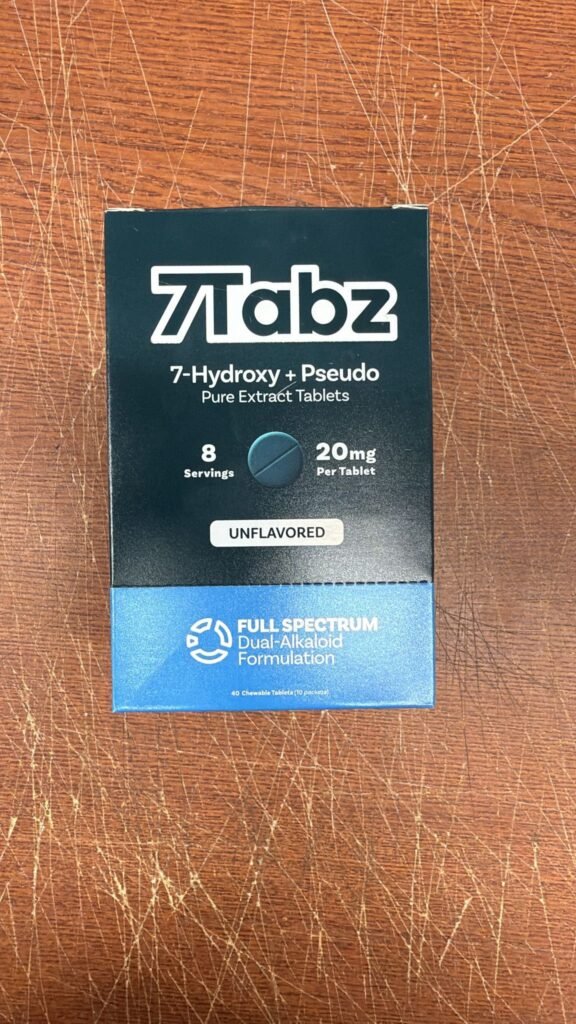 7Tabz
7-Hydroxy + Pseudo
Pure Extract Tablets
8
Servings
20mg
Per Tablet
UNFLAVORED
FULL SPECTRUM
Dual-Alkaloid
Formulation
40 Chewable Tablets (10 packets)